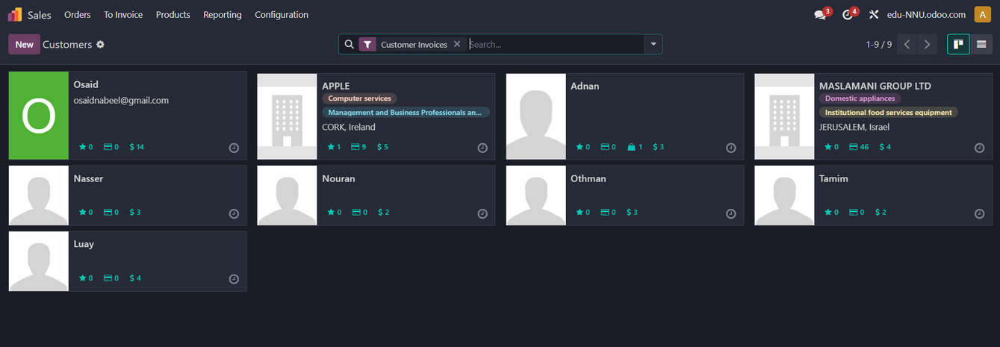 Sales Orders To Invoice Products Reporting Configuration 3 4 edu-NNU.odoo.com A
New Customers Customer Invoices Search... 1-9 / 9
O
Osaid
osaidnabeel@gmail.com
0 0 $ 14
APPLE
Computer services
Management and Business Professionals an...
CORK, Ireland
1 9 $ 5
Adnan
0 0 1 $ 3
MASLAMANI GROUP LTD
Domestic appliances
Institutional food services equipment
JERUSALEM, Israel
0 46 $ 4
Nasser
0 0 $ 3
Nouran
0 0 $ 2
Othman
0 0 $ 3
Tamim
0 0 $ 2
Luay
0 0 $ 4